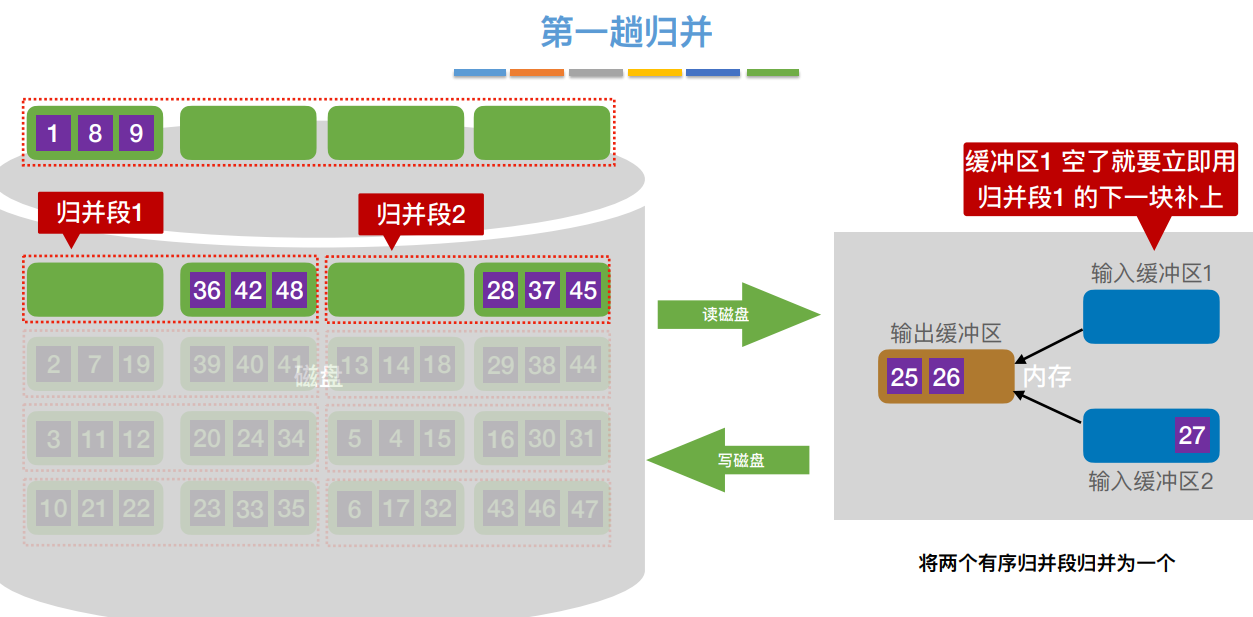 第一趟归并
1 8 9
缓冲区1 空了就要立即用
归并段1 的下一块补上
归并段1
归并段2
36 42 48
28 37 45
读磁盘
输入缓冲区1
输出缓冲区
25 26
内存
27
输入缓冲区2
2 7 19 39 40 41 13 14 18 29 38 44
磁盘
3 11 12 20 24 34 5 4 15 16 30 31
写磁盘
10 21 22 23 33 35 6 17 32 43 46 47
将两个有序归并段归并为一个